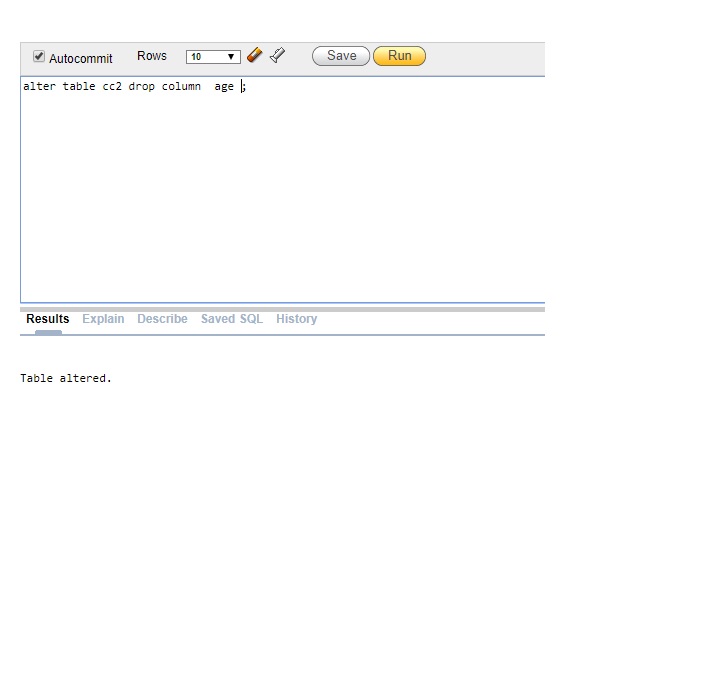 Autocommit Rows 10 Save Run
alter table cc2 drop column  age ;
Results Explain Describe Saved SQL History
Table altered.